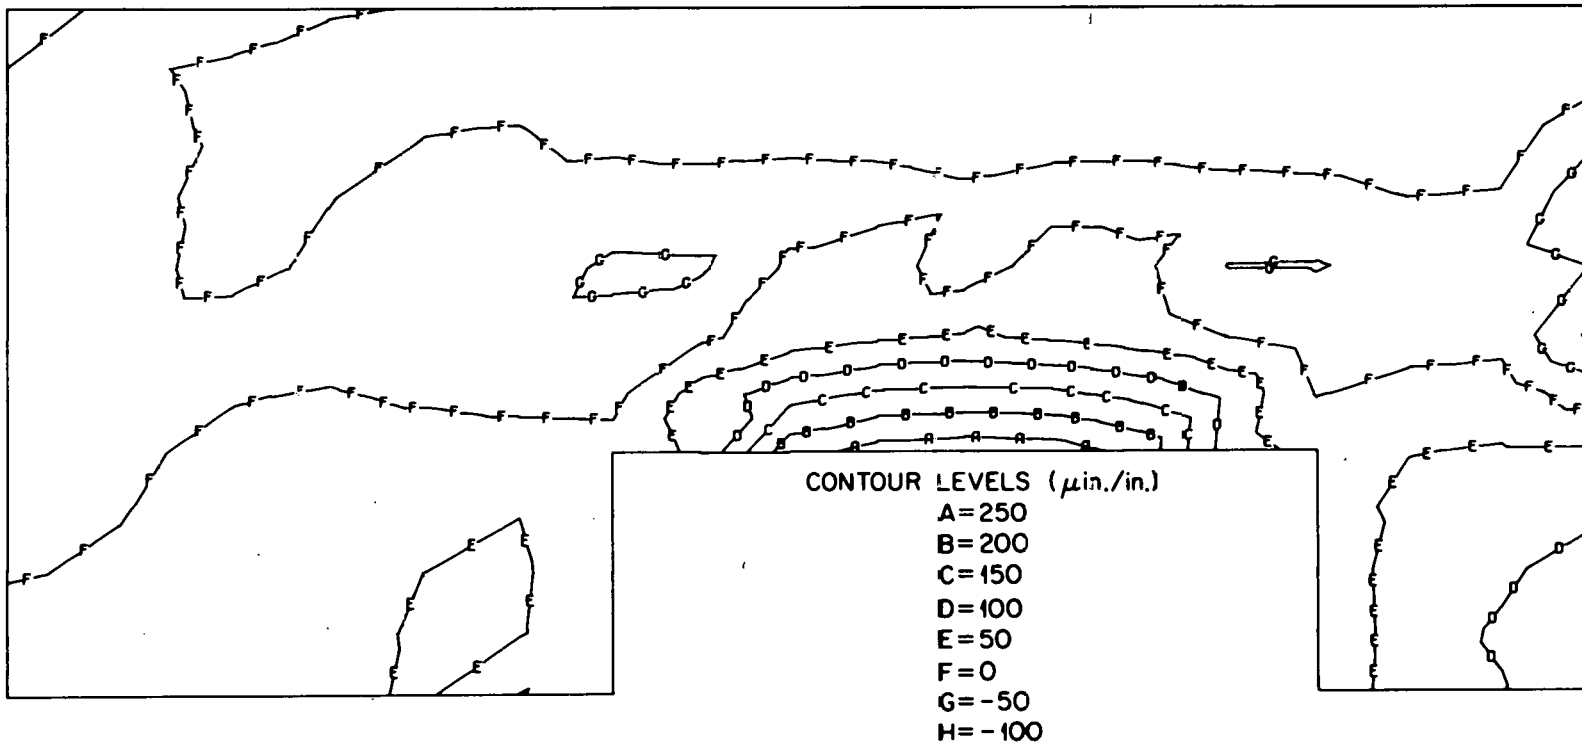 CONTOUR LEVELS (μin./in.)
A=250
B=200
C=150
D=100
E=50
F=0
G=-50
H=-100